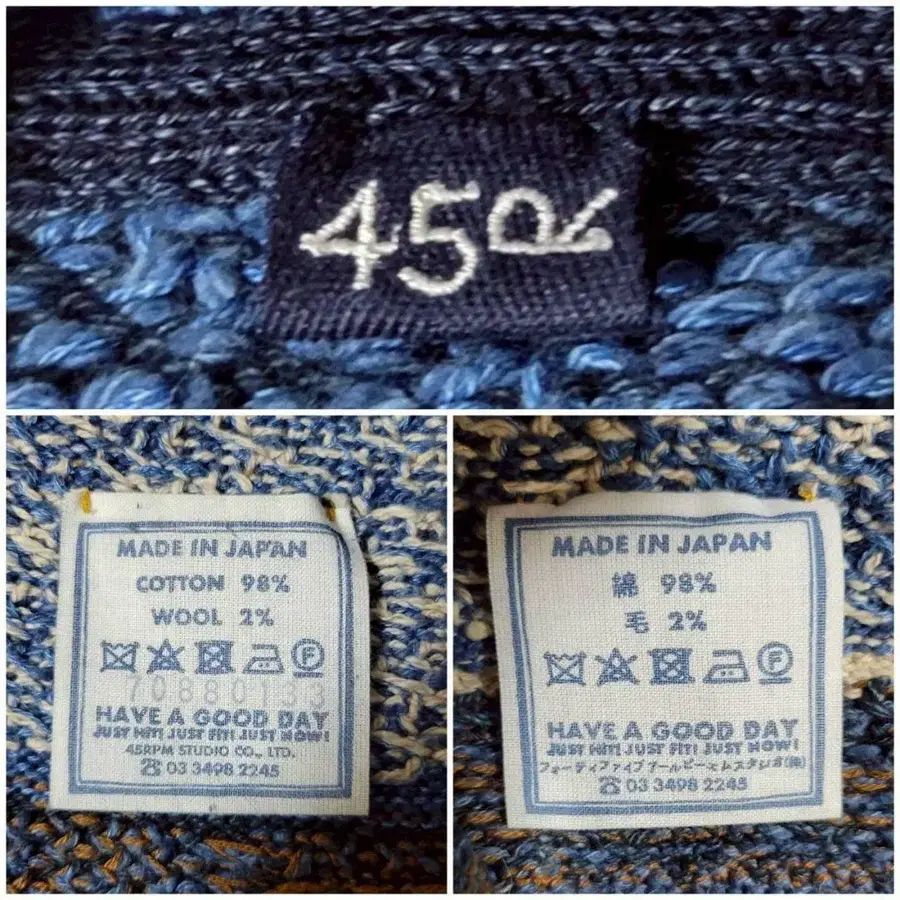 45R
MADE IN JAPAN
COTTON 98%
WOOL 2%
P
70880133
HAVE A GOOD DAY
JUST HIT! JUST FIT! JUST NOW!
45RPM STUDIO CO., LTD.
☎ 03 3498 2245
MADE IN JAPAN
綿 98%
毛 2%
P
HAVE A GOOD DAY
JUST HIT! JUST FIT! JUST NOW!
フォーティファイブアールピーエムスタジオ(株)
☎ 03 3498 2245